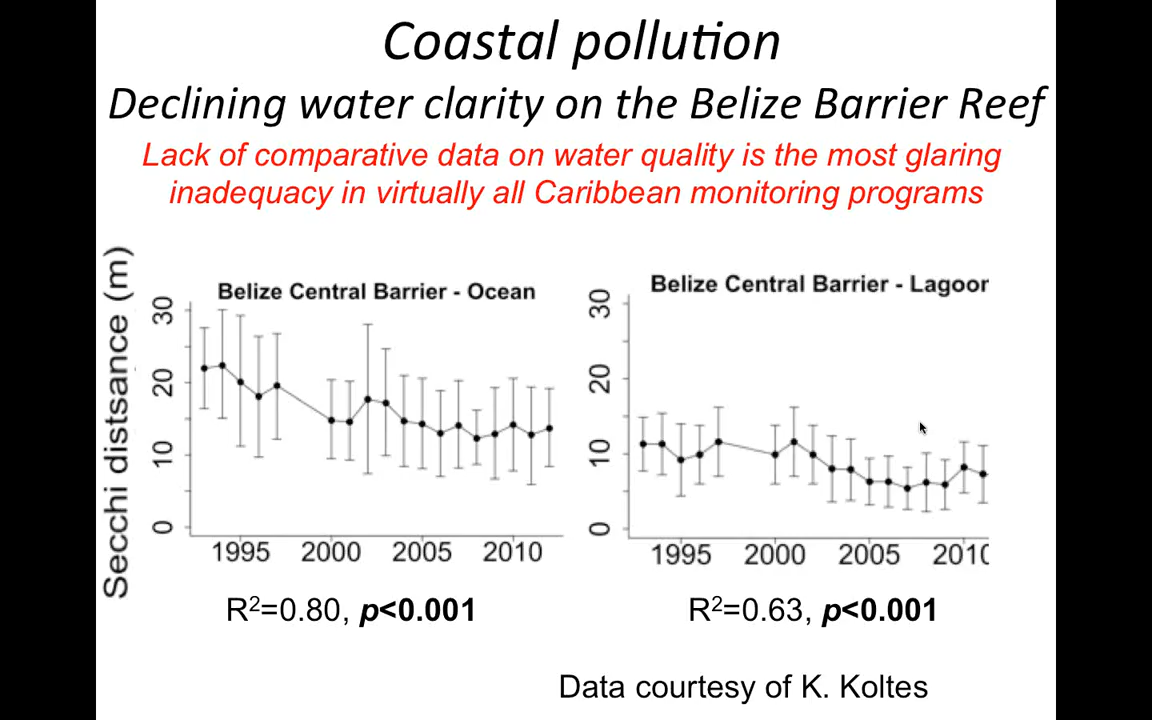 Coastal pollution
Declining water clarity on the Belize Barrier Reef
Lack of comparative data on water quality is the most glaring
inadequacy in virtually all Caribbean monitoring programs
Secchi distsance (m)
Belize Central Barrier - Ocean
30
20
10
0
1995 2000 2005 2010
R²=0.80, p<0.001
Belize Central Barrier - Lagoor
30
20
10
0
1995 2000 2005 201(
R²=0.63, p<0.001
Data courtesy of K. Koltes